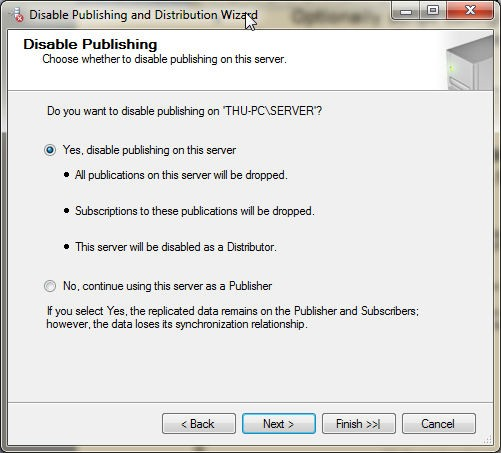 Disable Publishing and Distribution Wizard
Disable Publishing
Choose whether to disable publishing on this server.
Do you want to disable publishing on 'THU-PC\SERVER'?
Yes, disable publishing on this server
• All publications on this server will be dropped.
• Subscriptions to these publications will be dropped.
• This server will be disabled as a Distributor.
No, continue using this server as a Publisher
If you select Yes, the replicated data remains on the Publisher and Subscribers;
however, the data loses its synchronization relationship.
< Back
Next >
Finish >>|
Cancel